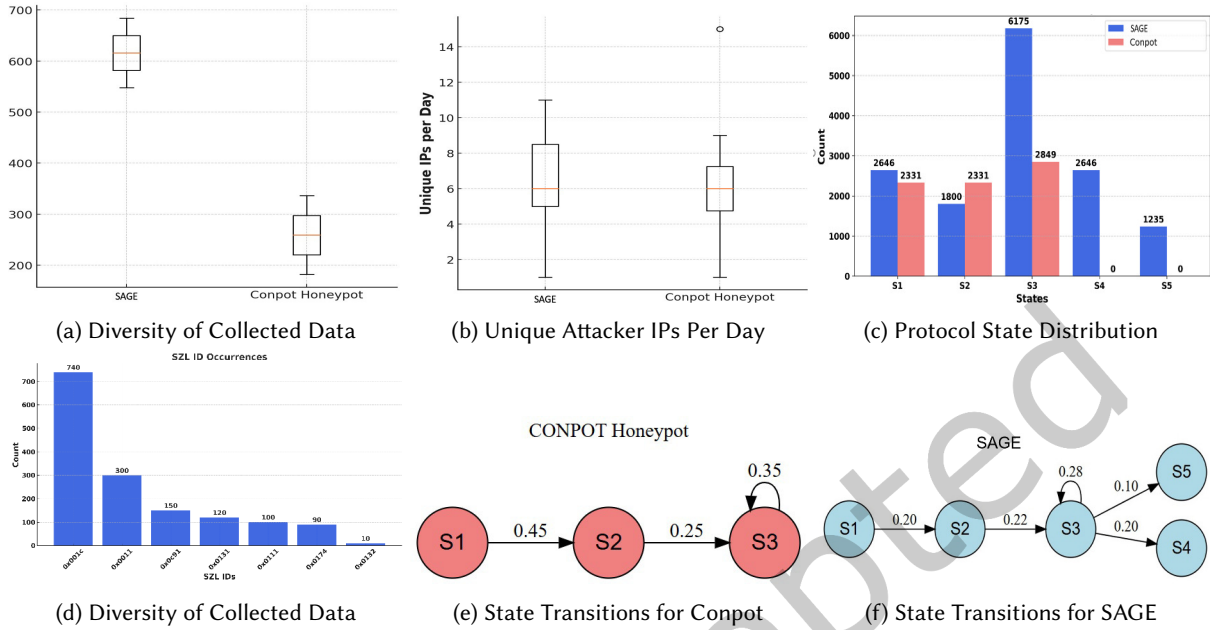 700
600
500
400
300
200
SAGE
Conpot Honeypot
(a) Diversity of Collected Data
Unique IPs per Day
14
12
10
8
6
4
2
SAGE
Conpot Honeypot
(b) Unique Attacker IPs Per Day
SAGE
Conpot
Count
6000
5000
4000
3000
2000
1000
0
2646
2331
1800
2331
6175
2849
2646
0
1235
0
S1
S2
S3
S4
S5
States
(c) Protocol State Distribution
SZL ID Occurrences
Count
700
600
500
400
300
200
100
0
740
300
150
120
100
90
10
0x001c
0x0011
0x0c91
0x0131
0x0111
0x0174
0x0132
SZL IDs
(d) Diversity of Collected Data
CONPOT Honeypot
S1
0.45
S2
0.25
S3
0.35
(e) State Transitions for Conpot
SAGE
S1
0.20
S2
0.22
S3
0.28
0.10
S5
0.20
S4
(f) State Transitions for SAGE